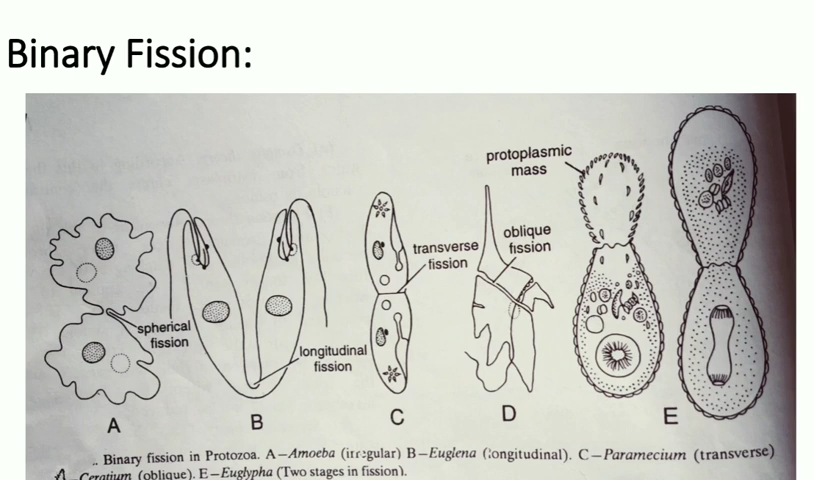 Binary Fission:
protoplasmic
mass
oblique
fission
transverse
fission
spherical
fission
longitudinal
fission
A
B
C
D
E
.. Binary fission in Protozoa. A—Amoeba (irregular) B—Euglena (longitudinal). C—Paramecium (transverse)
Ceratium (oblique). E—Euglypha (Two stages in fission).